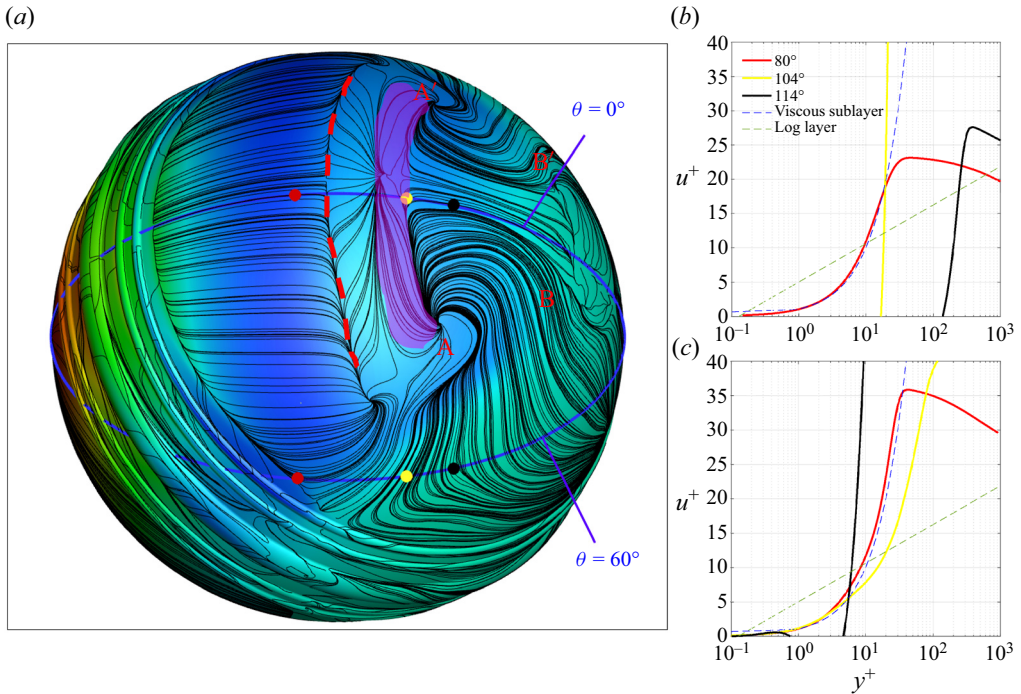 (a)
A'
B'
θ = 0°
B
A
θ = 60°
(b)
40
35
30
25
u⁺ 20
15
10
5
0
80°
104°
114°
Viscous sublayer
Log layer
10⁻¹ 10⁰ 10¹ 10² 10³
(c)
40
35
30
25
u⁺ 20
15
10
5
0
10⁻¹ 10⁰ 10¹ 10² 10³
y⁺